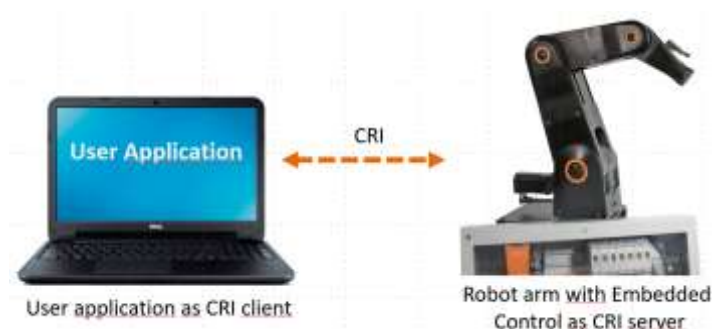 User Application
CRI
User application as CRI client
Robot arm with Embedded
Control as CRI server